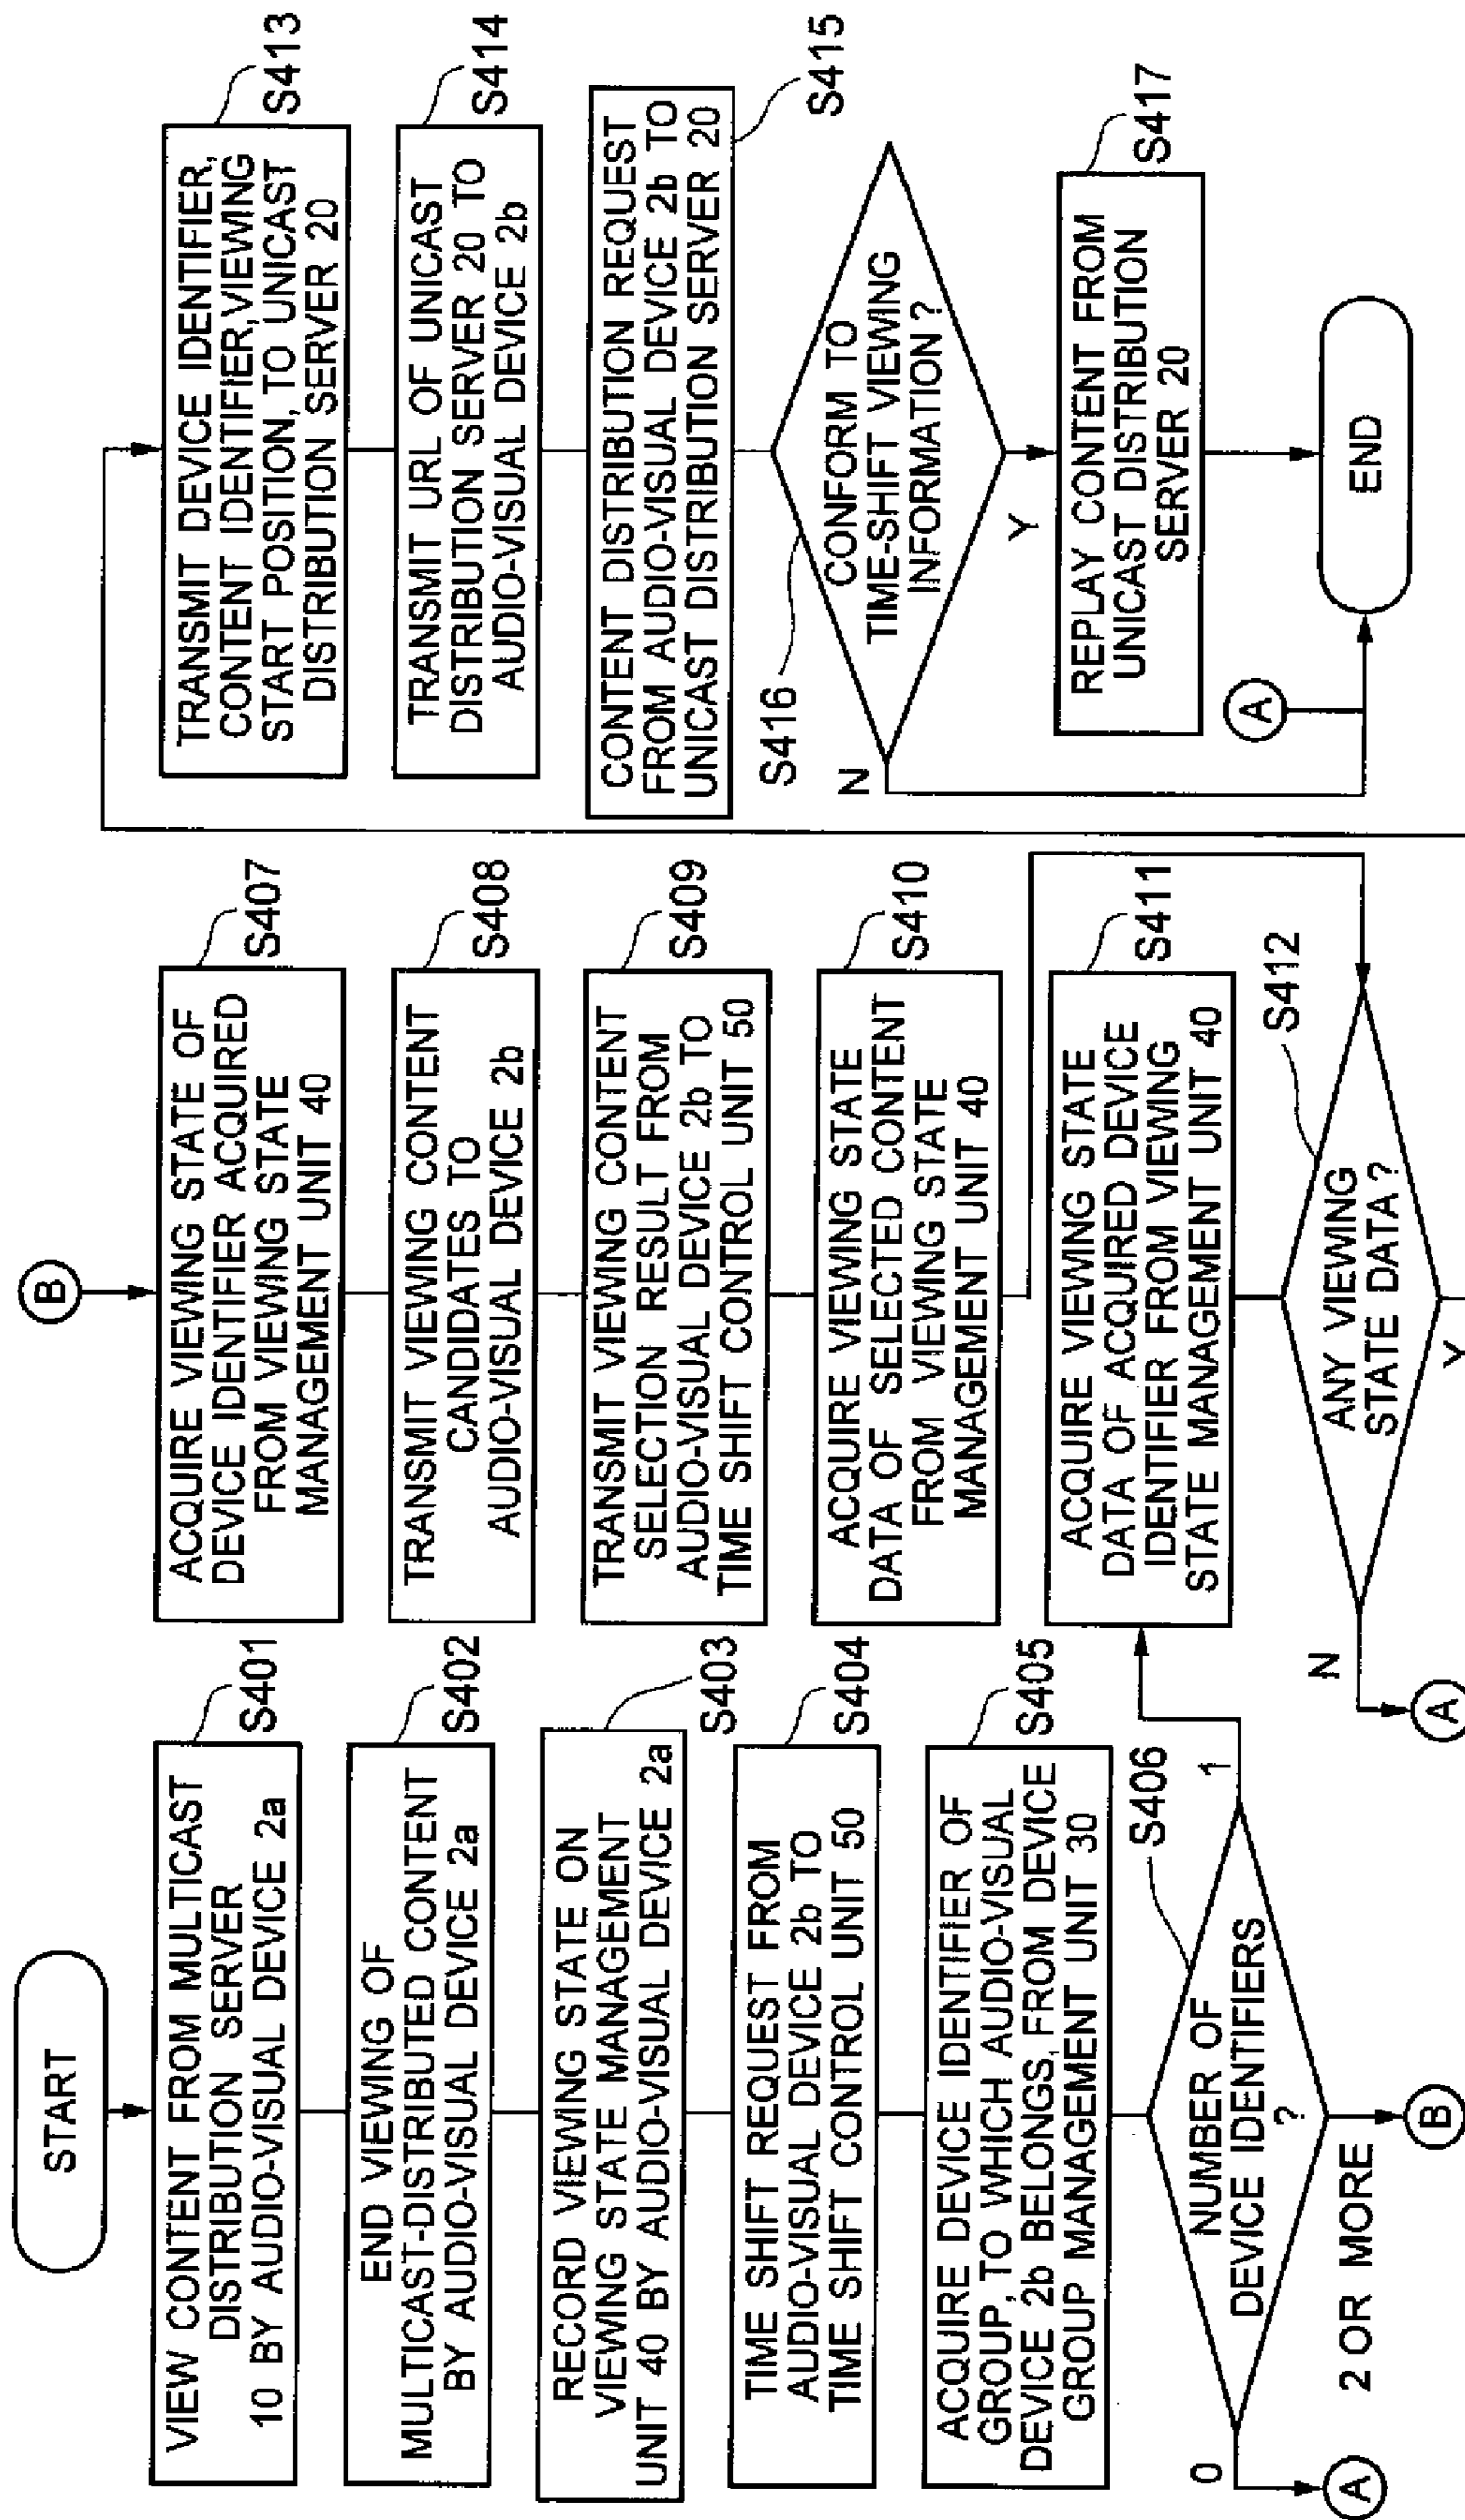 START
VIEW CONTENT FROM MULTICAST
DISTRIBUTION SERVER
10 BY AUDIO-VISUAL DEVICE 2a
S401
END VIEWING OF
MULTICAST-DISTRIBUTED CONTENT
BY AUDIO-VISUAL DEVICE 2a
S402
RECORD VIEWING STATE ON
VIEWING STATE MANAGEMENT
UNIT 40 BY AUDIO-VISUAL DEVICE 2a
S403
TIME SHIFT REQUEST FROM
AUDIO-VISUAL DEVICE 2b TO
TIME SHIFT CONTROL UNIT 50
S404
ACQUIRE DEVICE IDENTIFIER OF
GROUP, TO WHICH AUDIO-VISUAL
DEVICE 2b BELONGS, FROM DEVICE
GROUP MANAGEMENT UNIT 30
S405
S406
NUMBER OF
DEVICE IDENTIFIERS
?
0
1
A
2 OR MORE
B
B
ACQUIRE VIEWING STATE OF
DEVICE IDENTIFIER ACQUIRED
FROM VIEWING STATE
MANAGEMENT UNIT 40
S407
TRANSMIT VIEWING CONTENT
CANDIDATES TO
AUDIO-VISUAL DEVICE 2b
S408
TRANSMIT VIEWING CONTENT
SELECTION RESULT FROM
AUDIO-VISUAL DEVICE 2b TO
TIME SHIFT CONTROL UNIT 50
S409
ACQUIRE VIEWING STATE
DATA OF SELECTED CONTENT
FROM VIEWING STATE
MANAGEMENT UNIT 40
S410
ACQUIRE VIEWING STATE
DATA OF ACQUIRED DEVICE
IDENTIFIER FROM VIEWING
STATE MANAGEMENT UNIT 40
S411
S412
ANY VIEWING
STATE DATA?
N
A
Y
TRANSMIT DEVICE IDENTIFIER,
CONTENT IDENTIFIER,VIEWING
START POSITION, TO UNICAST
DISTRIBUTION SERVER 20
S413
TRANSMIT URL OF UNICAST
DISTRIBUTION SERVER 20 TO
AUDIO-VISUAL DEVICE 2b
S414
CONTENT DISTRIBUTION REQUEST
FROM AUDIO-VISUAL DEVICE 2b TO
UNICAST DISTRIBUTION SERVER 20
S415
S416
CONFORM TO
TIME-SHIFT VIEWING
INFORMATION?
N
Y
REPLAY CONTENT FROM
UNICAST DISTRIBUTION
SERVER 20
S417
A
END